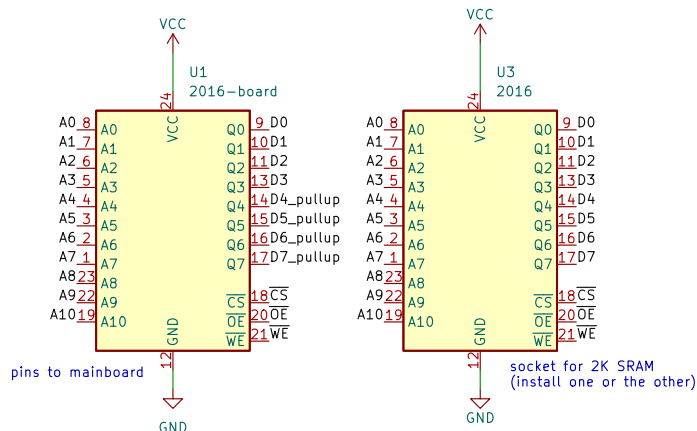 VCC
U1
2016-board
24
VCC
A0 8 A0 Q0 9 D0
A1 7 A1 Q1 10 D1
A2 6 A2 Q2 11 D2
A3 5 A3 Q3 13 D3
A4 4 A4 Q4 14 D4_pullup
A5 3 A5 Q5 15 D5_pullup
A6 2 A6 Q6 16 D6_pullup
A7 1 A7 Q7 17 D7_pullup
A8 23 A8
A9 22 A9 CS 18 CS
A10 19 A10 OE 20 OE
WE 21 WE
GND
12
pins to mainboard
GND
VCC
U3
2016
24
VCC
A0 8 A0 Q0 9 D0
A1 7 A1 Q1 10 D1
A2 6 A2 Q2 11 D2
A3 5 A3 Q3 13 D3
A4 4 A4 Q4 14 D4
A5 3 A5 Q5 15 D5
A6 2 A6 Q6 16 D6
A7 1 A7 Q7 17 D7
A8 23 A8
A9 22 A9 CS 18 CS
A10 19 A10 OE 20 OE
WE 21 WE
GND
12
socket for 2K SRAM
(install one or the other)
GND